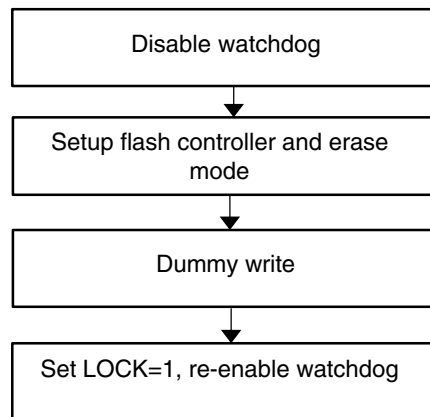 Disable watchdog
Setup flash controller and erase
mode
Dummy write
Set LOCK=1, re-enable watchdog